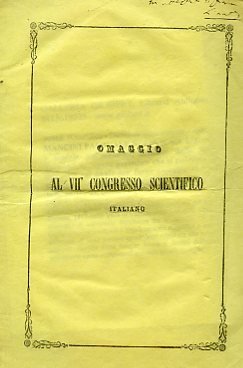 OMAGGIO
AL VII° CONGRESSO SCIENTIFICO
ITALIANO